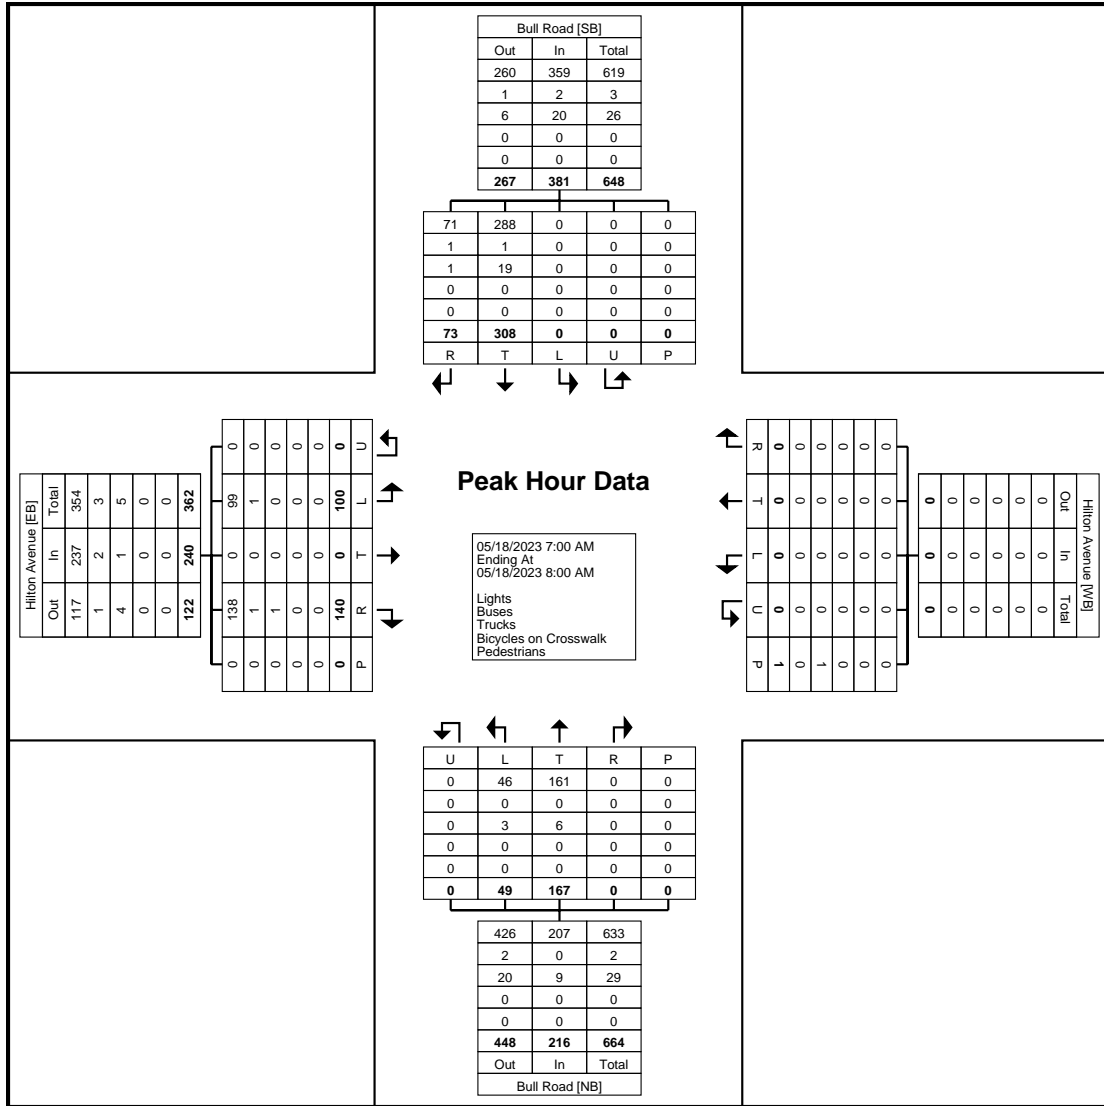 Bull Road [SB]
Out In Total
260 359 619
1 2 3
6 20 26
0 0 0
0 0 0
267 381 648
71 288 0 0 0
1 1 0 0 0
1 19 0 0 0
0 0 0 0 0
0 0 0 0 0
73 308 0 0 0
R T L U P
Hilton Avenue [EB]
Total 354 3 5 0 0 362
In 237 2 1 0 0 240
Out 117 1 4 0 0 122
0 0 0 0 0 0 U
99 1 0 0 0 100 L
0 0 0 0 0 0 T
138 1 1 0 0 140 R
0 0 0 0 0 0 P
Peak Hour Data
05/18/2023 7:00 AM
Ending At
05/18/2023 8:00 AM
Lights
Buses
Trucks
Bicycles on Crosswalk
Pedestrians
R 0 0 0 0 0 0
T 0 0 0 0 0 0
L 0 0 0 0 0 0
U 0 0 0 0 0 0
P 1 0 1 0 0 0
Hilton Avenue [WB]
0 0 0 0 0 0 Out
0 0 0 0 0 0 In
0 0 0 0 0 0 Total
U L T R P
0 46 161 0 0
0 0 0 0 0
0 3 6 0 0
0 0 0 0 0
0 0 0 0 0
0 49 167 0 0
426 207 633
2 0 2
20 9 29
0 0 0
0 0 0
448 216 664
Out In Total
Bull Road [NB]